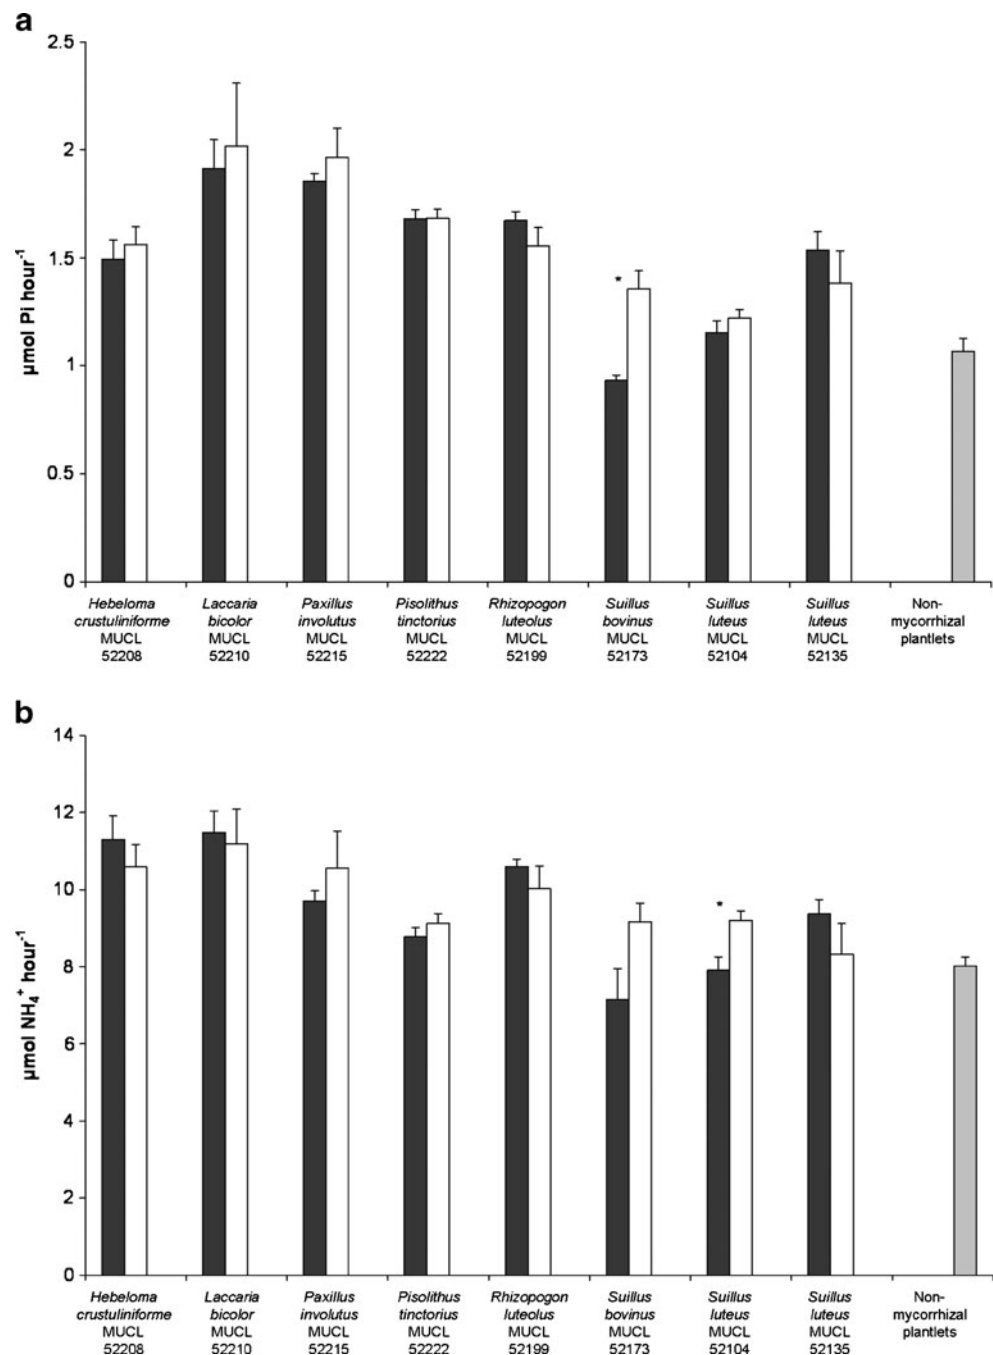 a
2.5
2
1.5
1
0.5
0
µmol Pi hour-1
*
Hebeloma crustuliniforme MUCL 52208
Laccaria bicolor MUCL 52210
Paxillus involutus MUCL 52215
Pisolithus tinctorius MUCL 52222
Rhizopogon luteolus MUCL 52199
Suillus bovinus MUCL 52173
Suillus luteus MUCL 52104
Suillus luteus MUCL 52135
Non-mycorrhizal plantlets
b
14
12
10
8
6
4
2
0
µmol NH4+ hour-1
*
Hebeloma crustuliniforme MUCL 52208
Laccaria bicolor MUCL 52210
Paxillus involutus MUCL 52215
Pisolithus tinctorius MUCL 52222
Rhizopogon luteolus MUCL 52199
Suillus bovinus MUCL 52173
Suillus luteus MUCL 52104
Suillus luteus MUCL 52135
Non-mycorrhizal plantlets